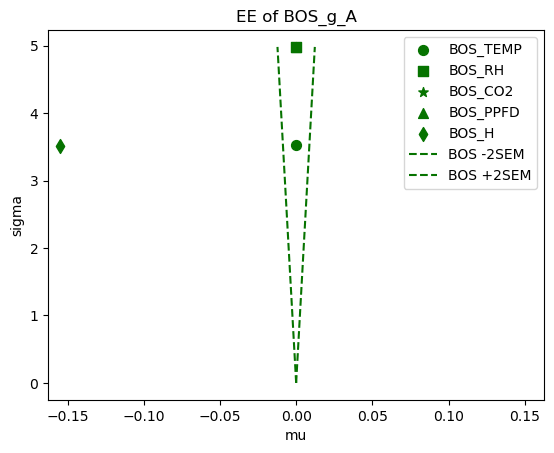 EE of BOS_g_A
BOS_TEMP
BOS_RH
BOS_CO2
BOS_PPFD
BOS_H
BOS -2SEM
BOS +2SEM
sigma
5
4
3
2
1
0
−0.15
−0.10
−0.05
0.00
0.05
0.10
0.15
mu